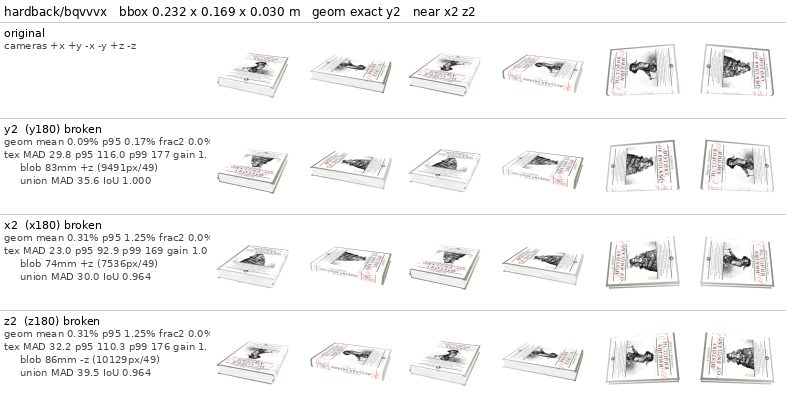 hardback/bqvvvx   bbox 0.232 x 0.169 x 0.030 m   geom exact y2   near x2 z2
original
cameras +x +y -x -y +z -z
y2  (y180) broken
geom mean 0.09% p95 0.17% frac2 0.0%
tex MAD 29.8 p95 116.0 p99 177 gain 1.
blob 83mm +z (9491px/49)
union MAD 35.6 IoU 1.000
x2  (x180) broken
geom mean 0.31% p95 1.25% frac2 0.0%
tex MAD 23.0 p95 92.9 p99 169 gain 1.0
blob 74mm +z (7536px/49)
union MAD 30.0 IoU 0.964
z2  (z180) broken
geom mean 0.31% p95 1.25% frac2 0.0%
tex MAD 32.2 p95 110.3 p99 176 gain 1.
blob 86mm -z (10129px/49)
union MAD 39.5 IoU 0.964